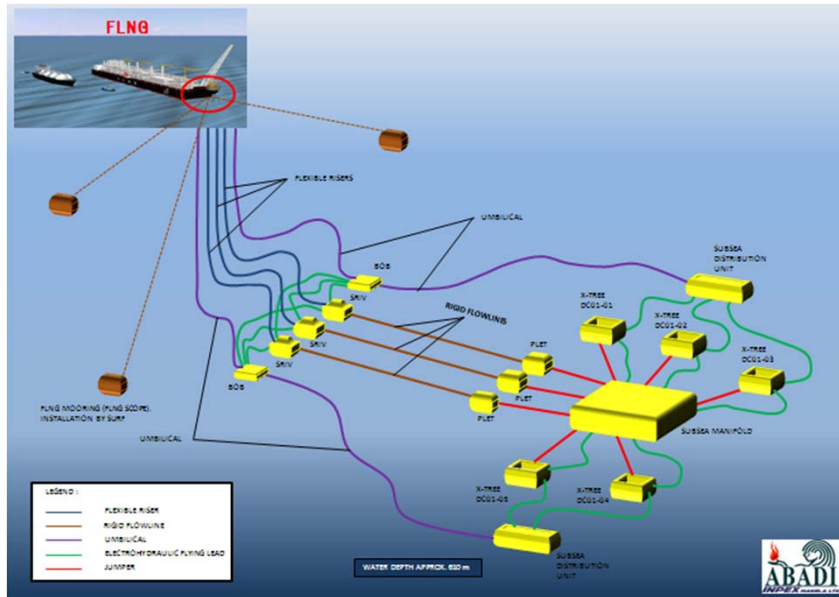 FLNG
FLEXIBLE RISERS
UMBILICAL
SUBSEA
DISTRIBUTION
UNIT
BOB
SRIV
X-TREE
DC01-01
X-TREE
DC01-02
RIGID FLOWLINES
SRIV
SRIV
PLET
X-TREE
DC01-03
BOB
PLET
PLET
FLNG MOORING (FLNG SCOPE).
INSTALLATION BY SURF
SUBSEA MANIFOLD
UMBILICAL
X-TREE
DC01-05
X-TREE
DC01-04
LEGEND :
FLEXIBLE RISER
RIGID FLOWLINE
UMBILICAL
ELECTROHYDRAULIC FLYING LEAD
JUMPER
WATER DEPTH APPROX. 610 m
SUBSEA
DISTRIBUTION
UNIT
ABADI
INPEX MASELA LTD